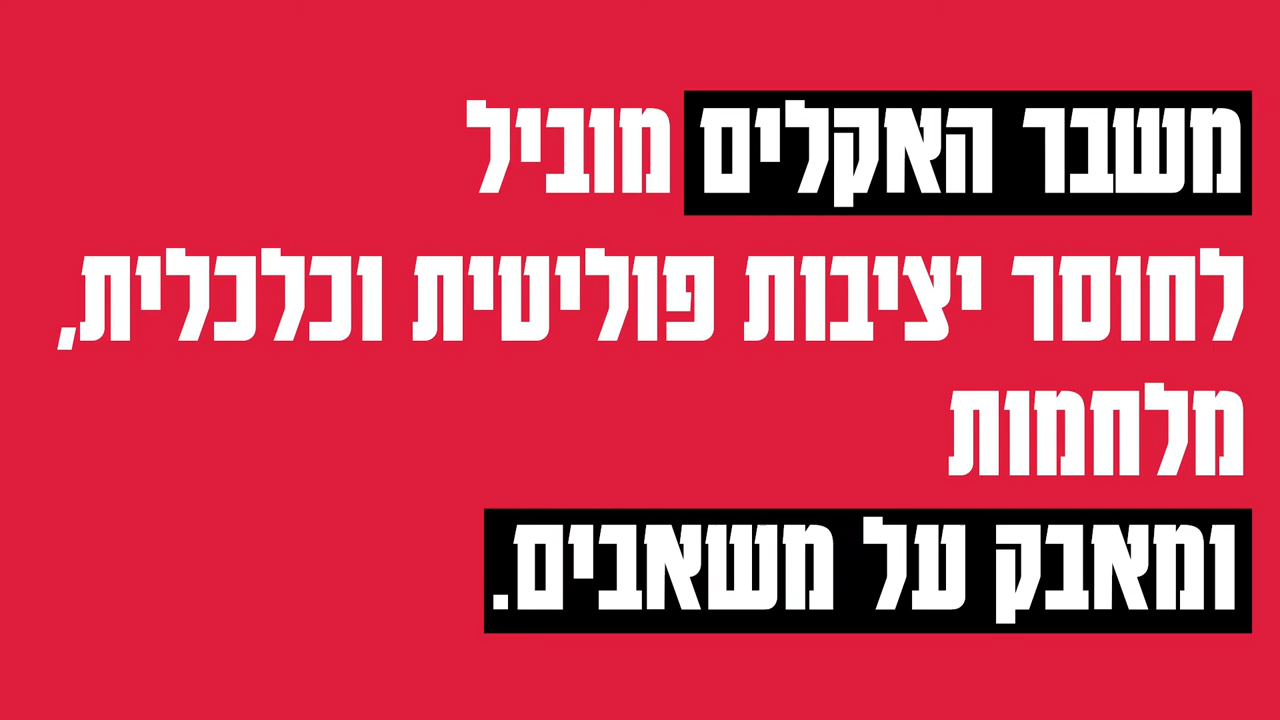 משבר האקלים מוביל
לחוסר יציבות פוליטית וכלכלית,
מלחמות
ומאבק על משאבים.